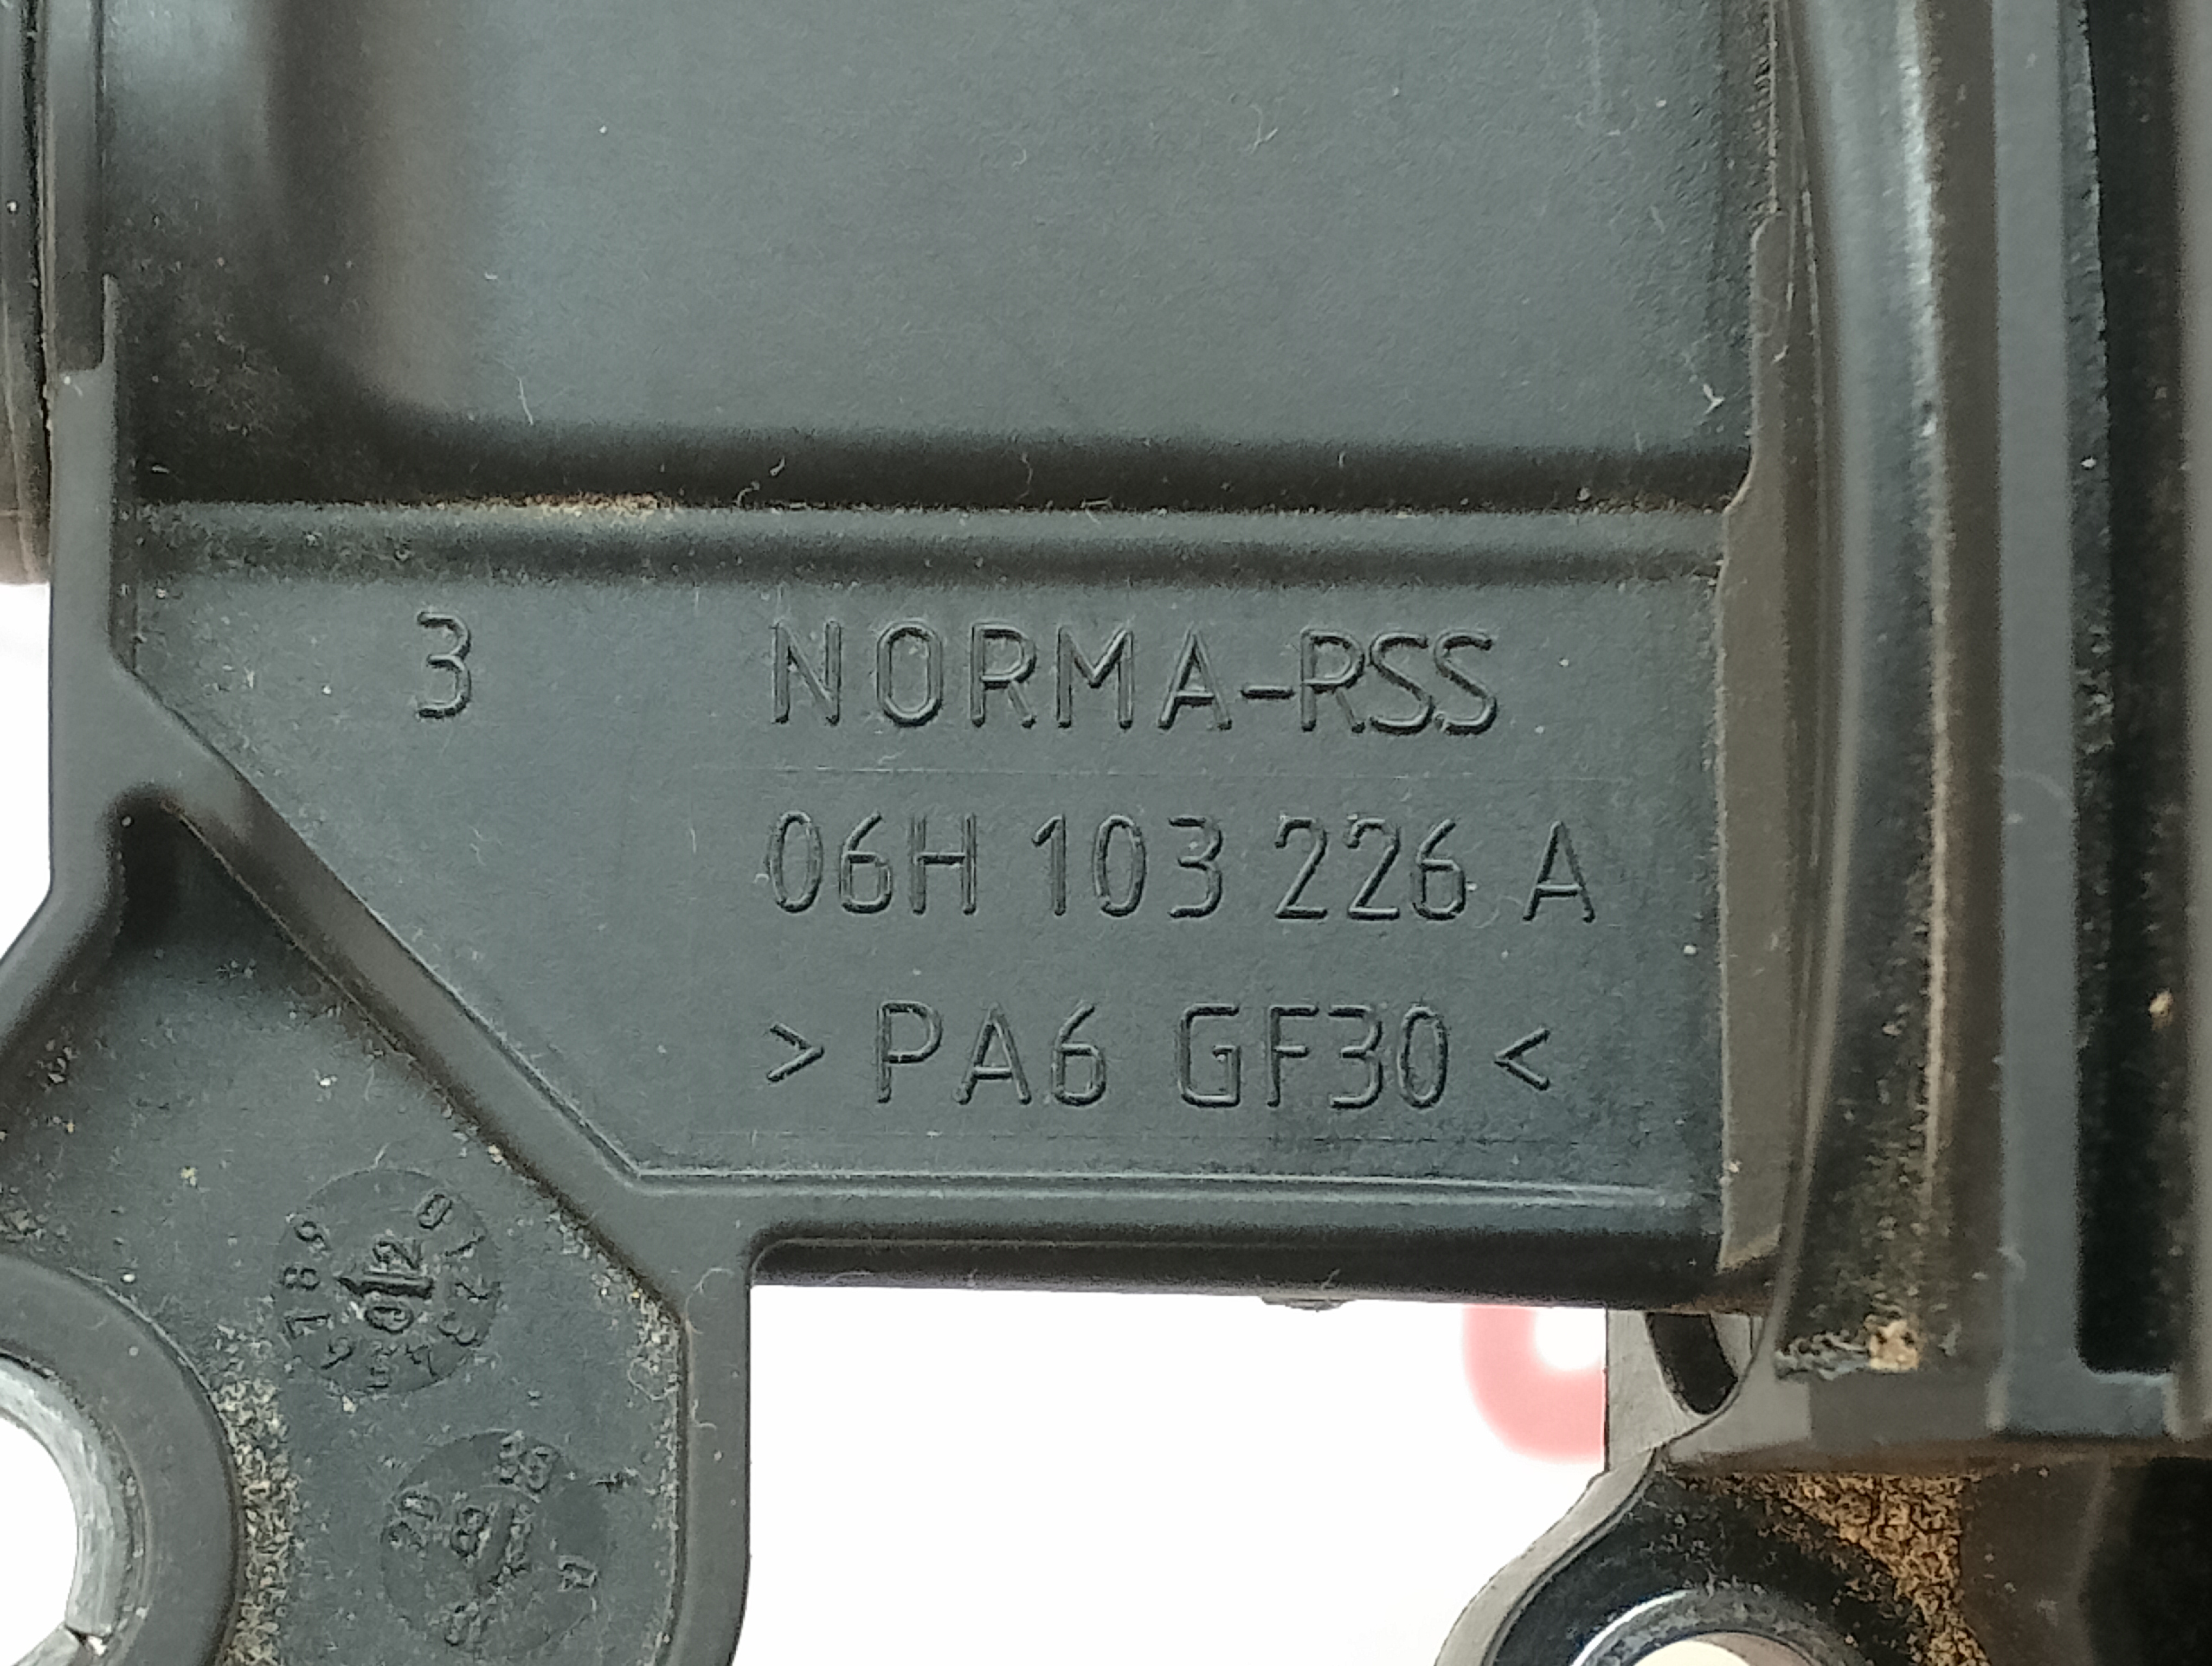 3 NORMA-RSS
06H 103 226 A
> PA6 GF30 <